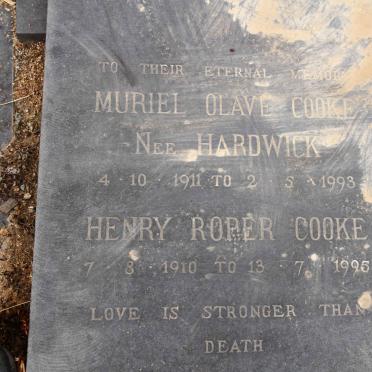 TO THEIR ETERNAL MEMORY
MURIEL OLAVE COOKE
NEE HARDWICK
4 · 10 · 1911 TO 2 · 5 · 1993
HENRY ROPER COOKE
7 · 3 · 1910 TO 13 · 7 · 1995
LOVE IS STRONGER THAN
DEATH